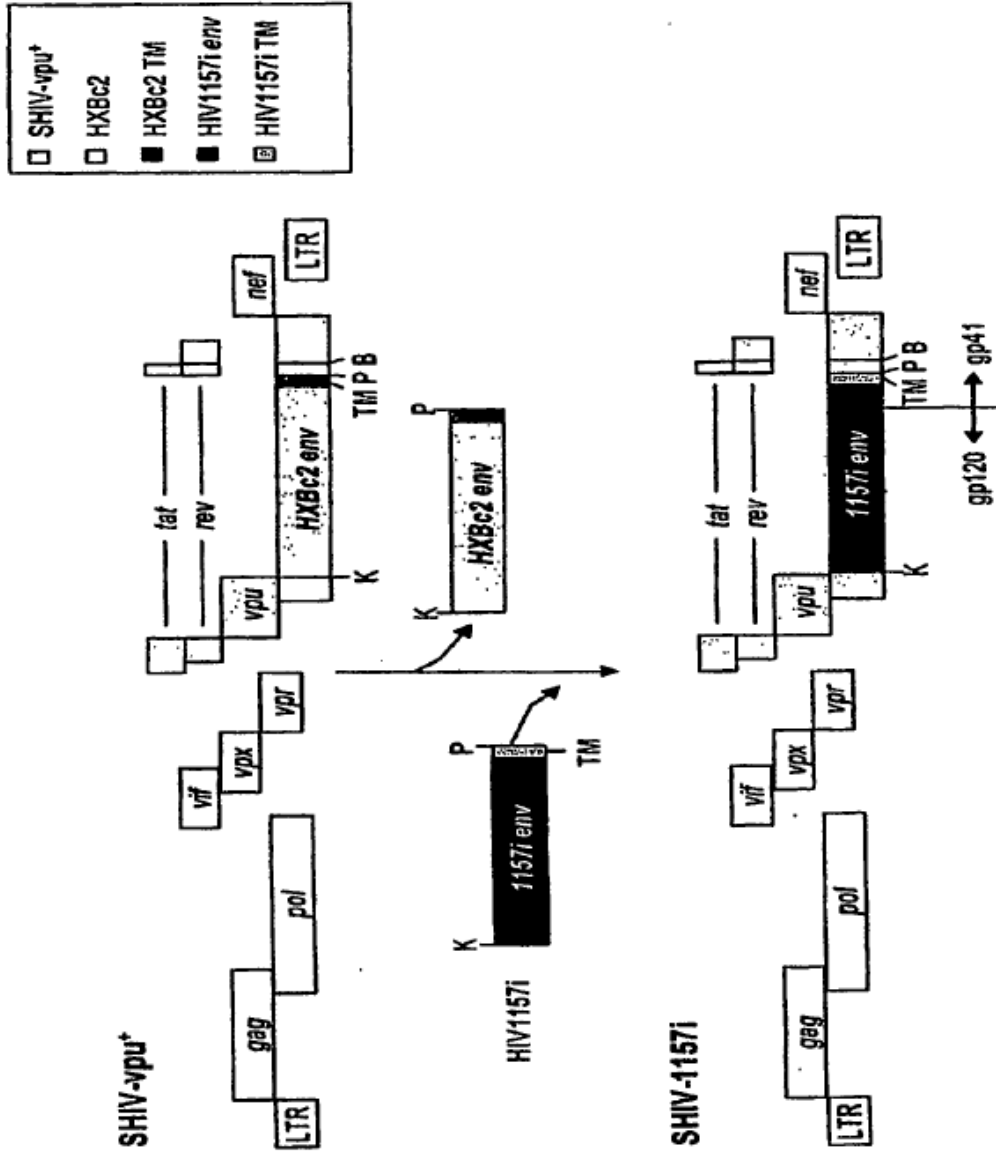 SHIV-vpu⁺
LTR
gag
pol
vif
vpx
vpr
vpu
tat
rev
HXBc2 env
nef
LTR
K
TM P B
SHIV-vpu⁺
HXBc2
HXBc2 TM
HIV1157i env
HIV1157i TM
HIV1157i
K
1157i env
P
TM
K
HXBc2 env
P
SHIV-1157i
LTR
gag
pol
vif
vpx
vpr
vpu
tat
rev
1157i env
nef
LTR
K
TM P B
gp120
gp41